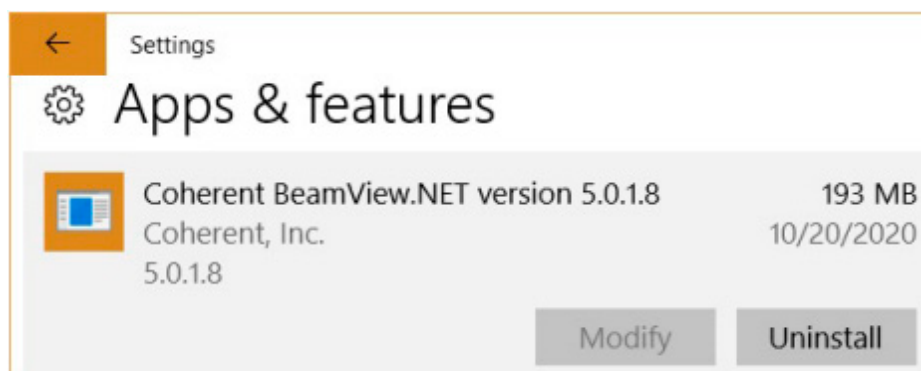 Settings
Apps & features
Coherent BeamView.NET version 5.0.1.8 193 MB
Coherent, Inc. 10/20/2020
5.0.1.8
Modify Uninstall